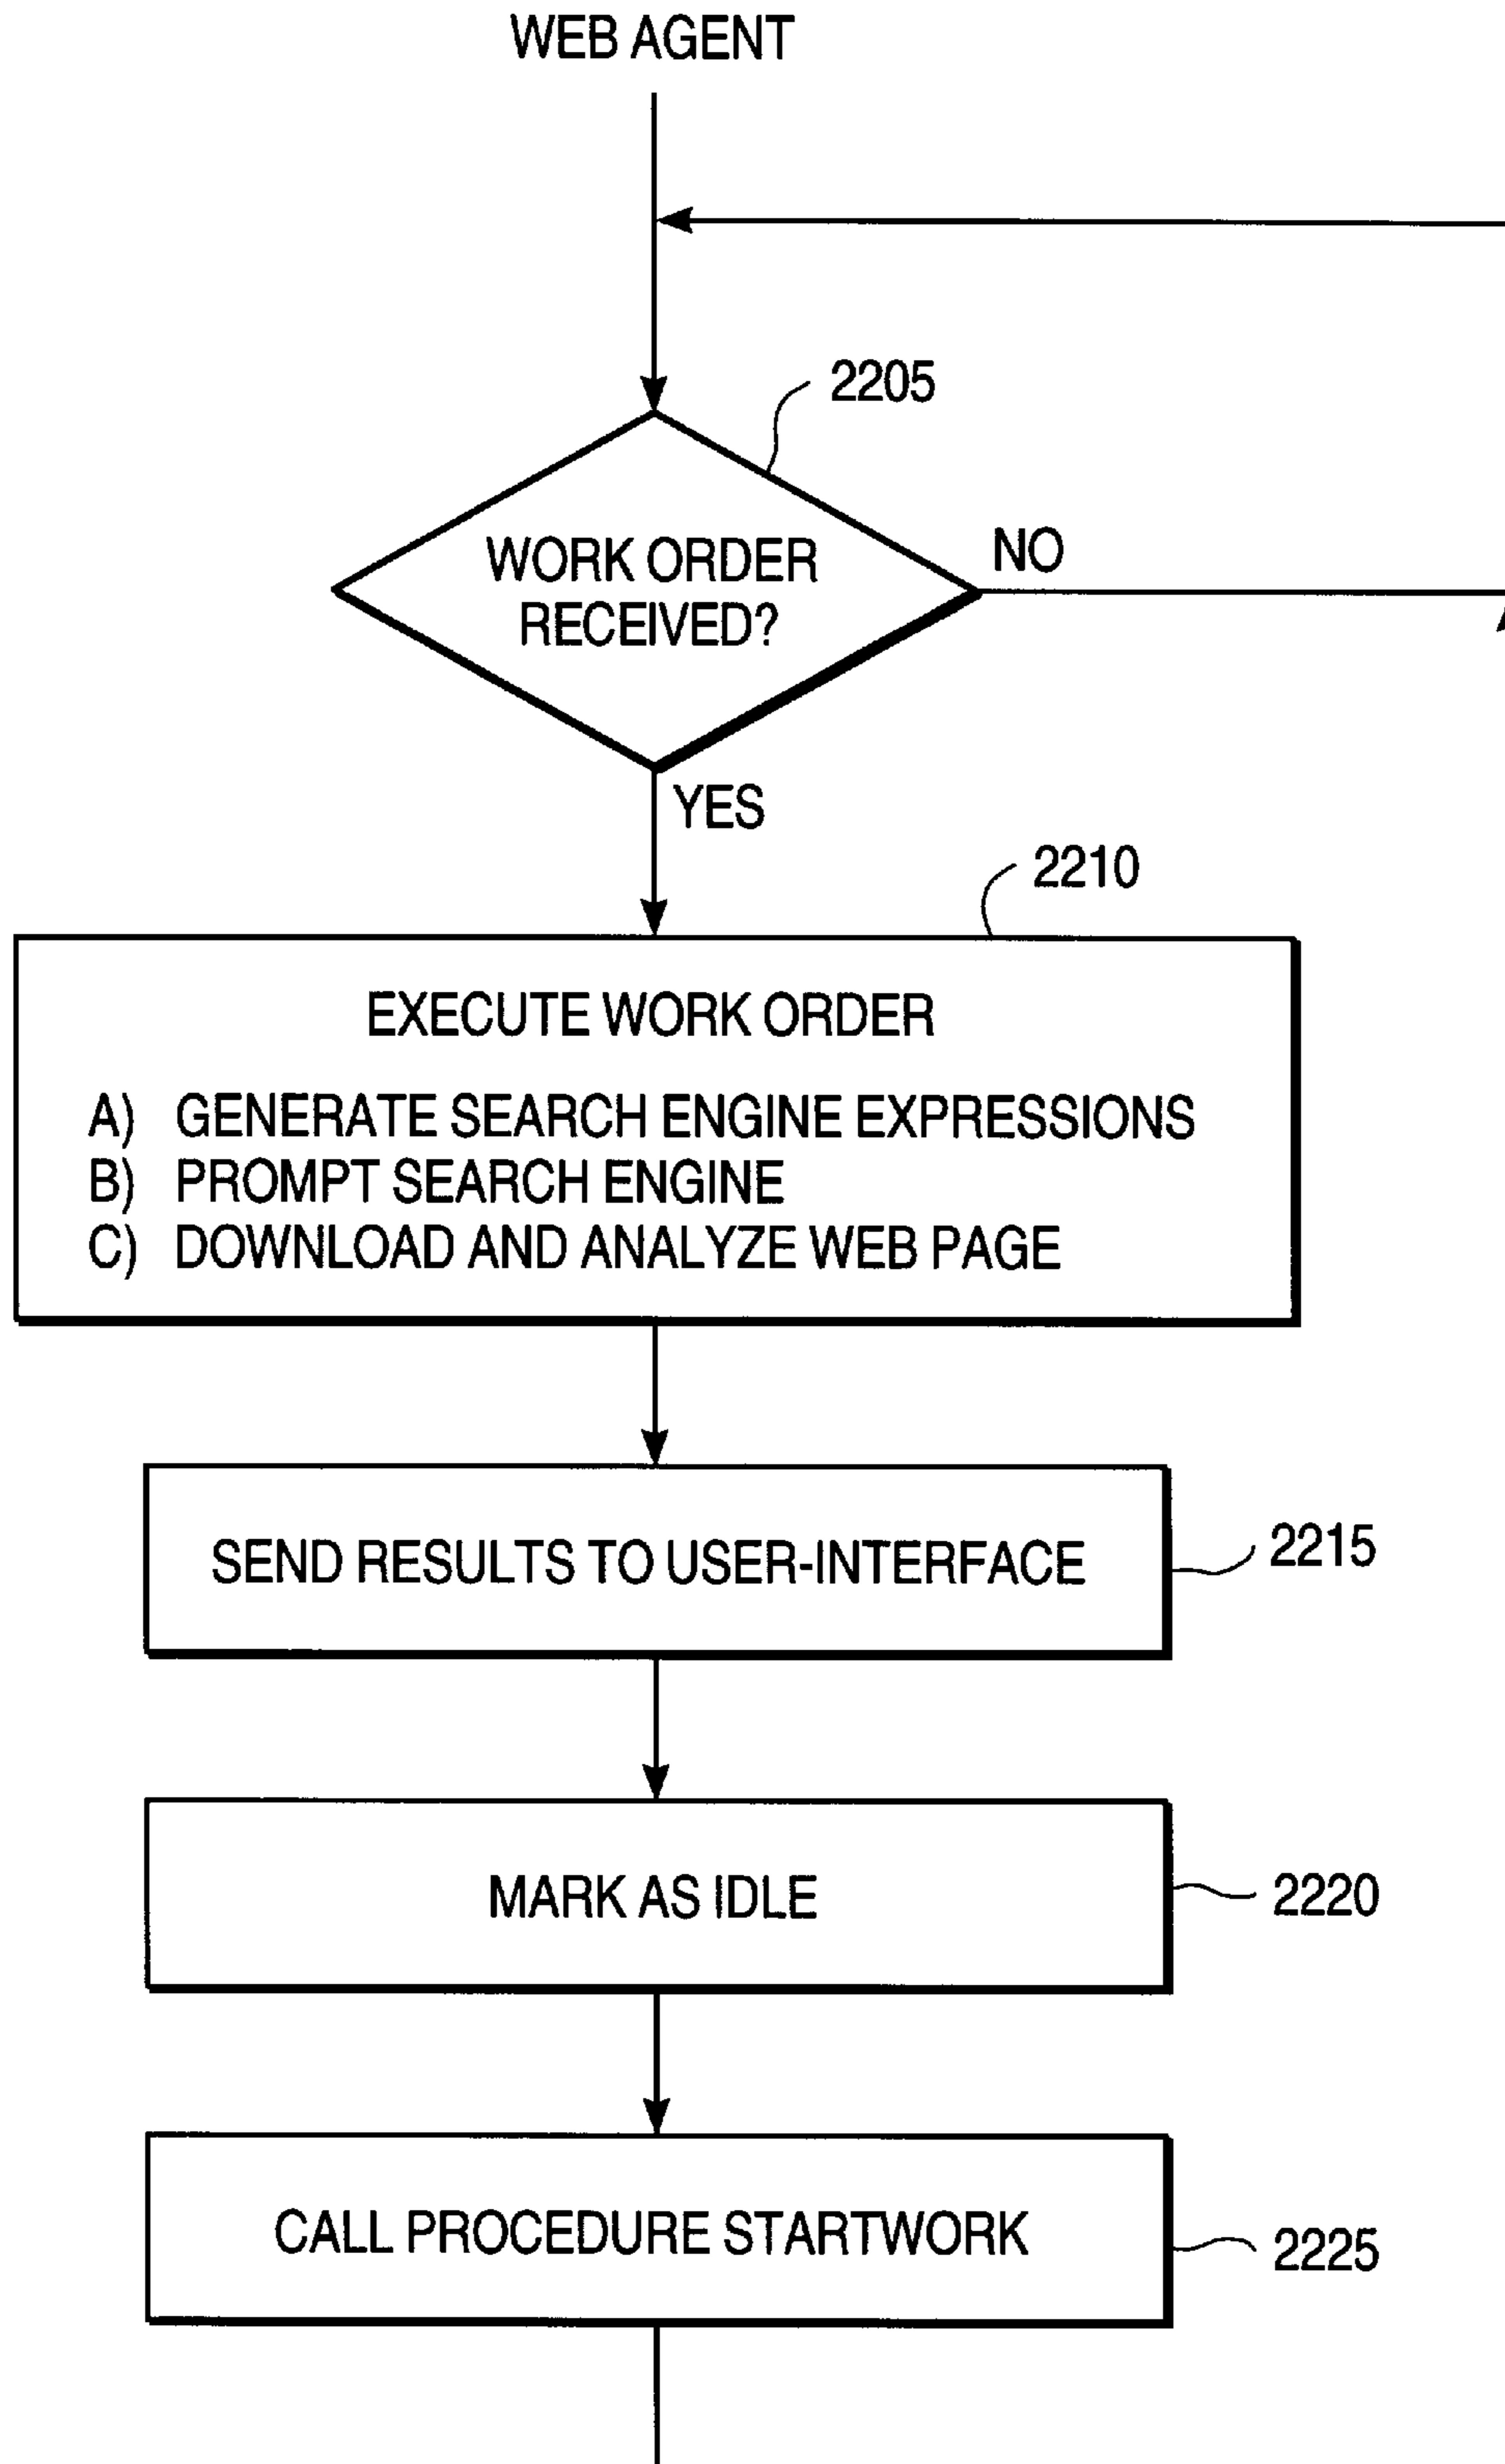 WEB AGENT
2205
WORK ORDER
RECEIVED?
NO
YES
2210
EXECUTE WORK ORDER
A) GENERATE SEARCH ENGINE EXPRESSIONS
B) PROMPT SEARCH ENGINE
C) DOWNLOAD AND ANALYZE WEB PAGE
SEND RESULTS TO USER-INTERFACE
2215
MARK AS IDLE
2220
CALL PROCEDURE STARTWORK
2225